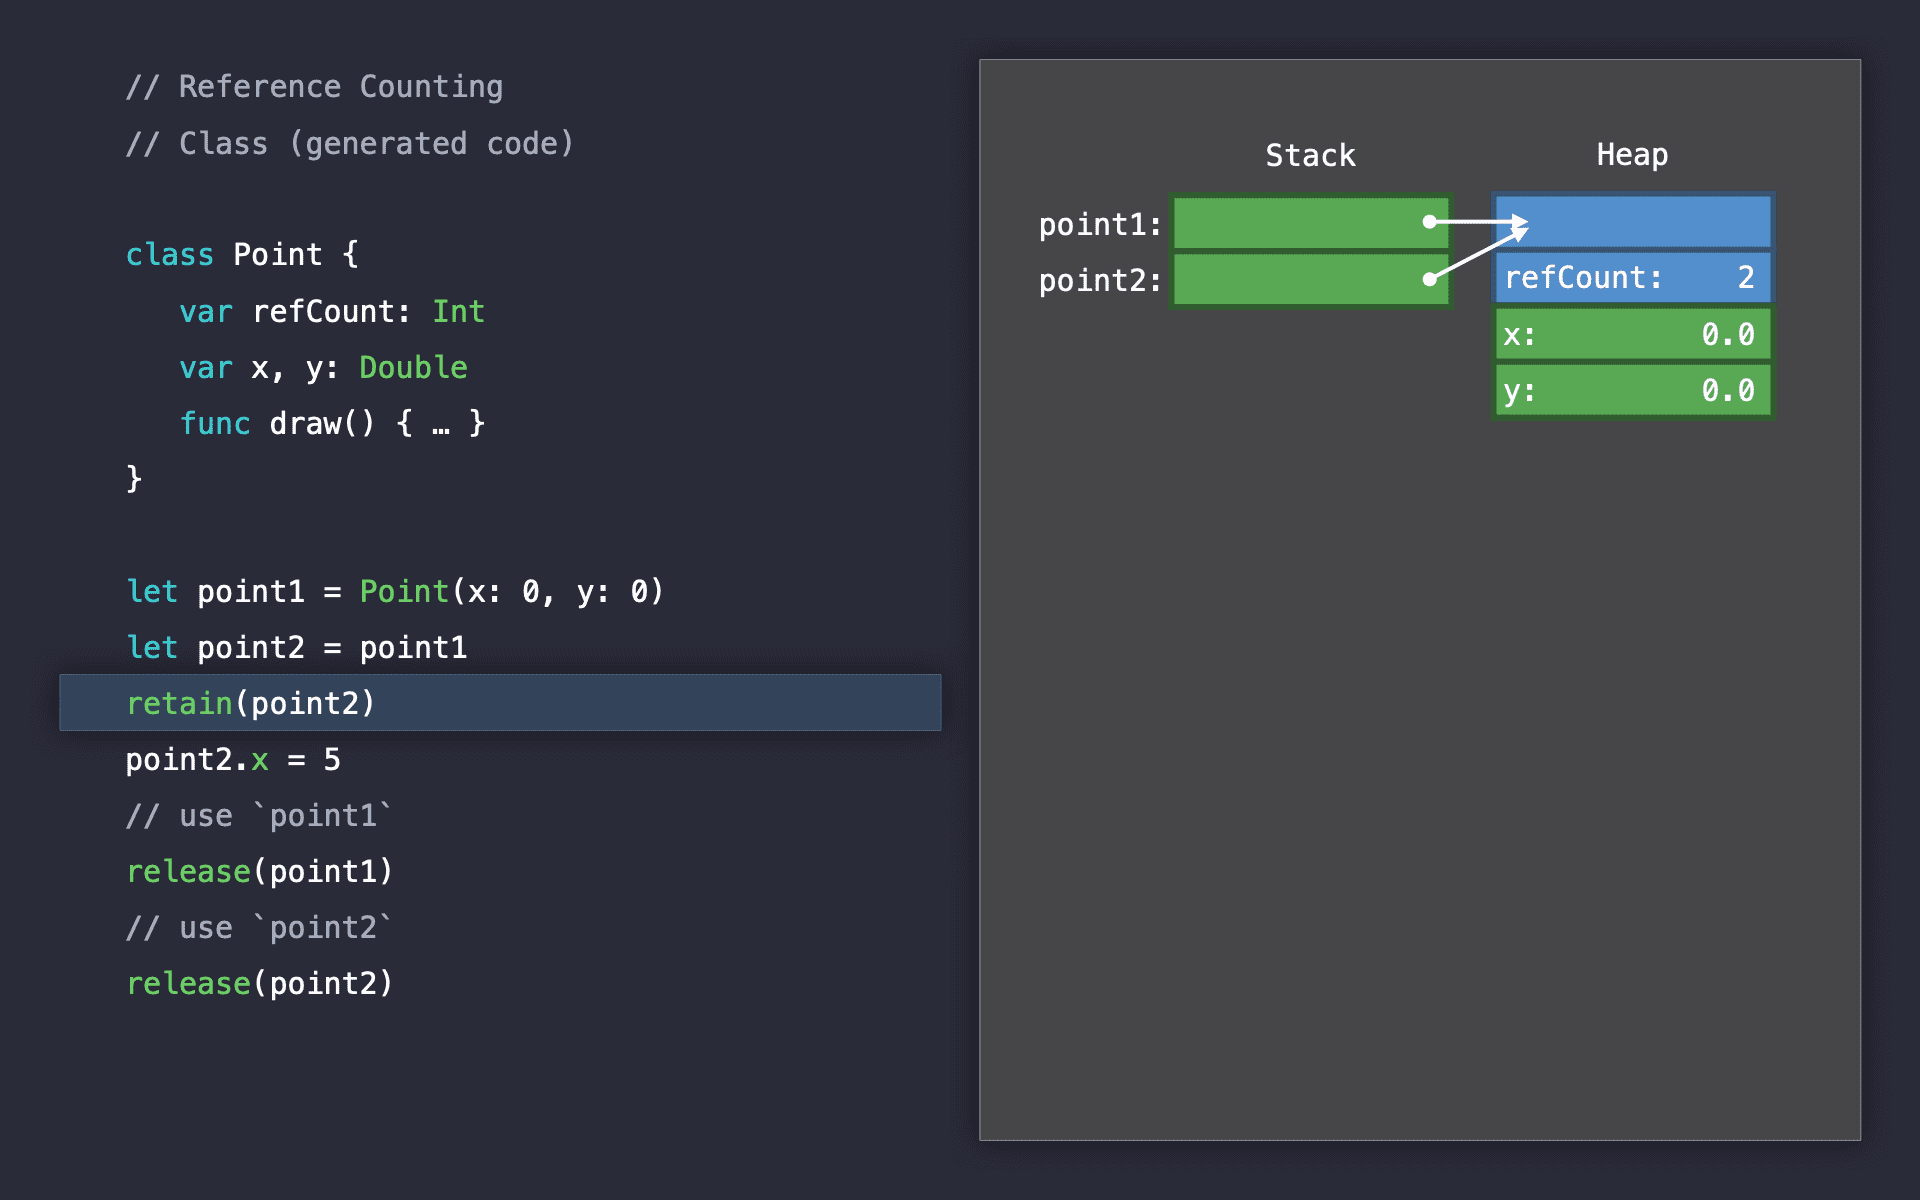 // Reference Counting
// Class (generated code)
class Point {
var refCount: Int
var x, y: Double
func draw() { … }
}
let point1 = Point(x: 0, y: 0)
let point2 = point1
retain(point2)
point2.x = 5
// use `point1`
release(point1)
// use `point2`
release(point2)
Stack Heap
point1:
point2: refCount: 2
x: 0.0
y: 0.0